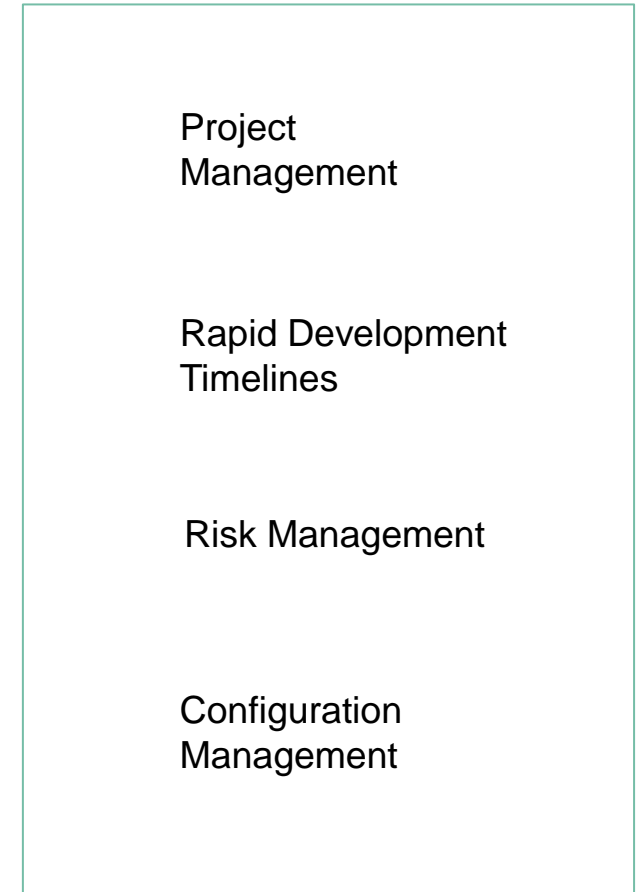 Project
Management
Rapid Development
Timelines
Risk Management
Configuration
Management